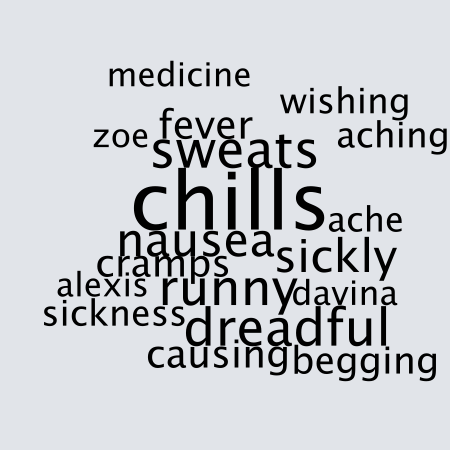 medicine
wishing
zoe fever aching
sweats
chills
ache
nausea
cramps sickly
alexis runny davina
sickness dreadful
causing begging